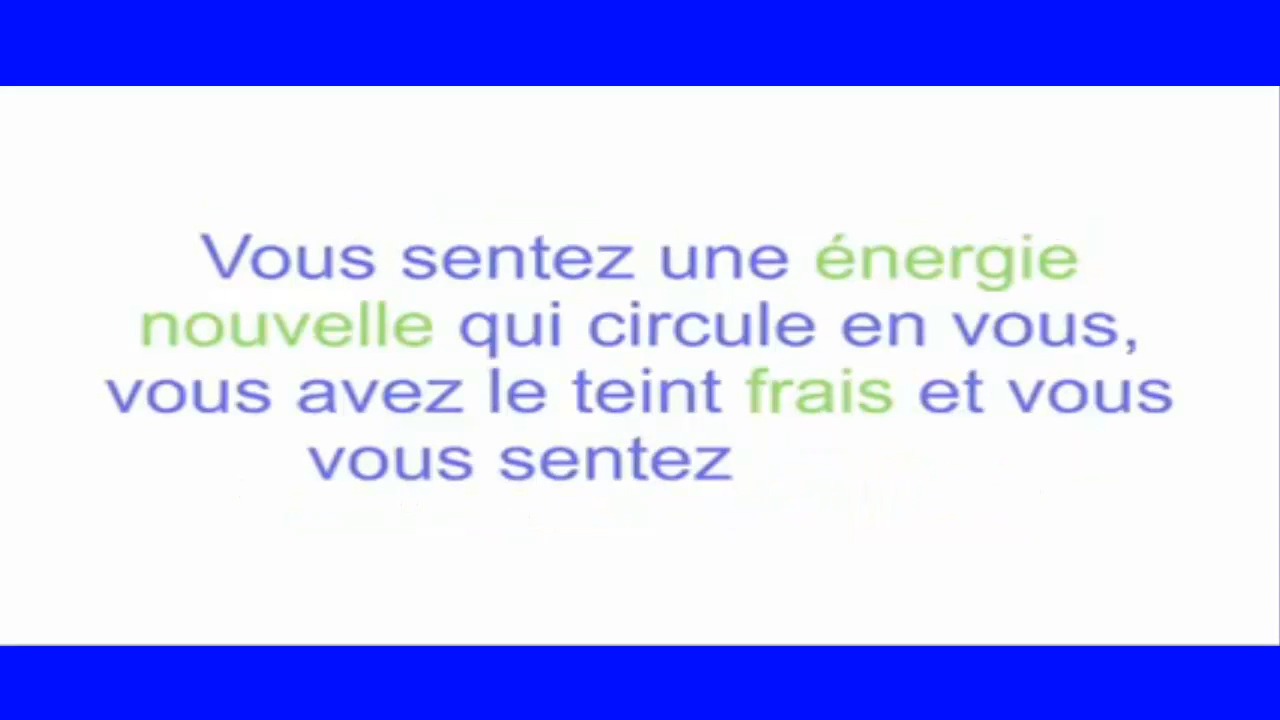 Vous sentez une énergie
nouvelle qui circule en vous,
vous avez le teint frais et vous
vous sentez